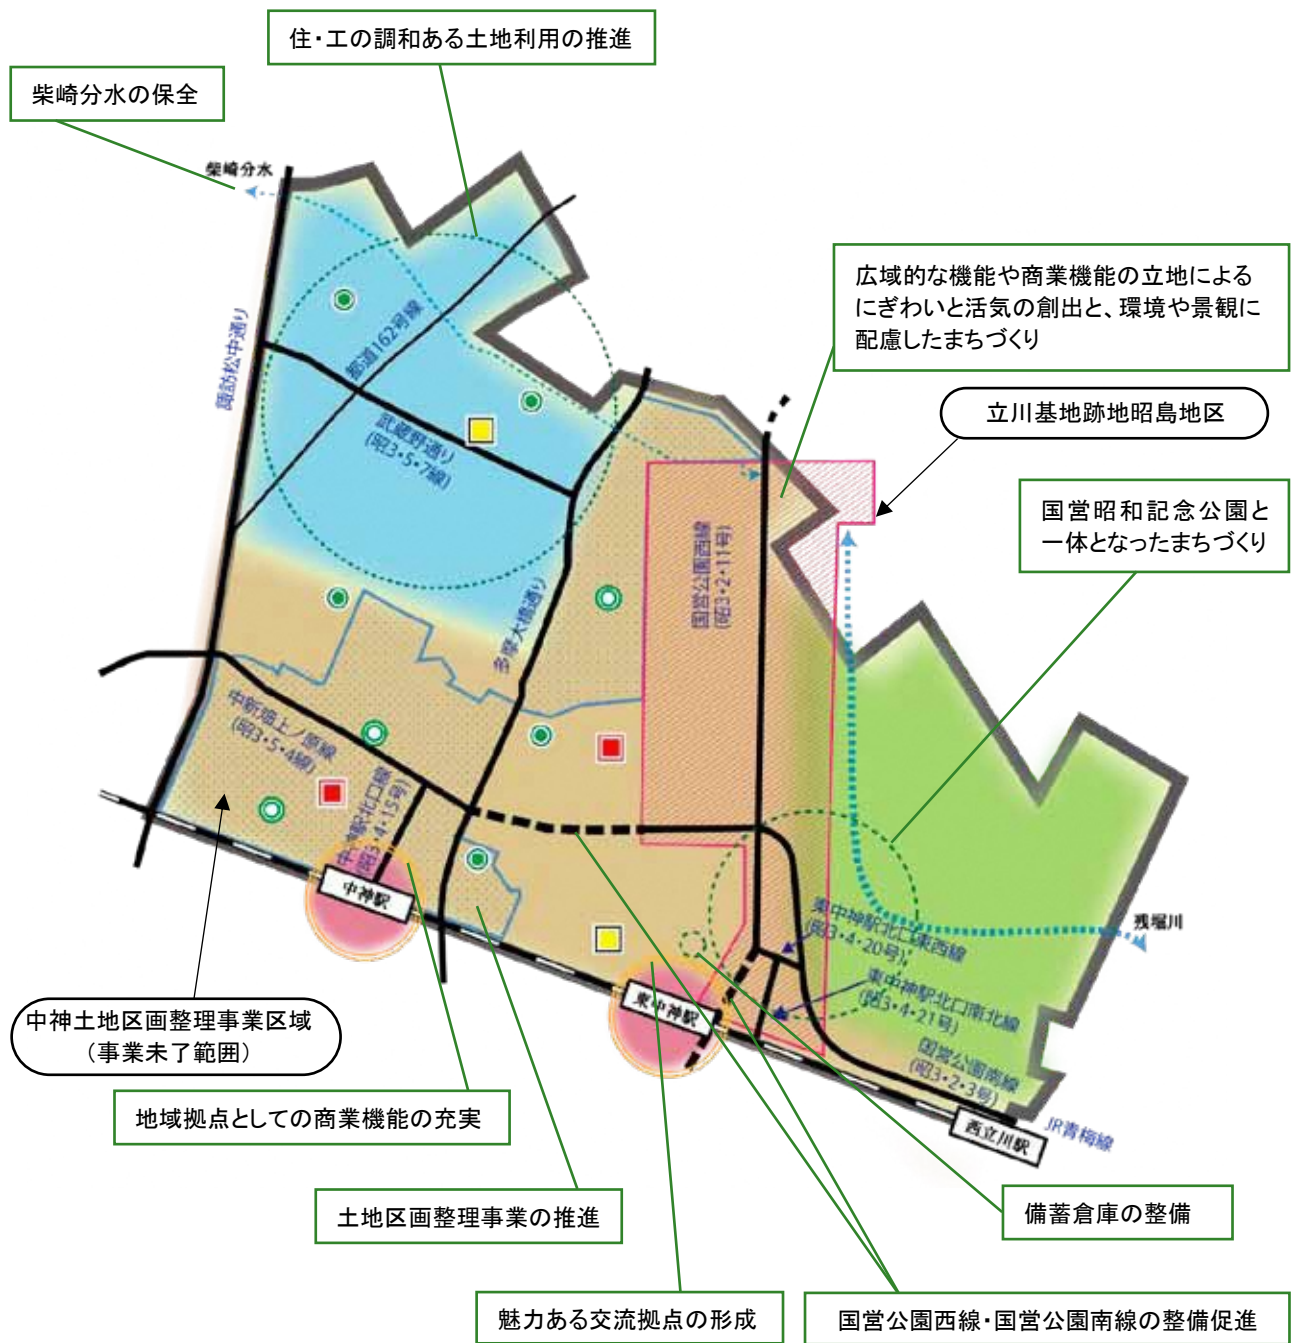 住・工の調和ある土地利用の推進
柴崎分水の保全
柴崎分水
広域的な機能や商業機能の立地による
にぎわいと活気の創出と、環境や景観に
配慮したまちづくり
立川基地跡地昭島地区
国営昭和記念公園と
一体となったまちづくり
諏訪松中通り
都道162号線
武蔵野通り
(昭3・5・7線)
国営公園西線
(昭3・2・11号)
多摩大橋通り
中新畑上ノ原線
(昭3・5・4線)
中神駅北口線
(昭3・4・15号)
中神駅
残堀川
東中神駅北口東西線
(昭3・4・20号)
東中神駅北口南北線
(昭3・4・21号)
東中神駅
国営公園南線
(昭3・2・3号)
西立川駅
JR青梅線
中神土地区画整理事業区域
(事業未了範囲)
地域拠点としての商業機能の充実
土地区画整理事業の推進
備蓄倉庫の整備
魅力ある交流拠点の形成
国営公園西線・国営公園南線の整備促進